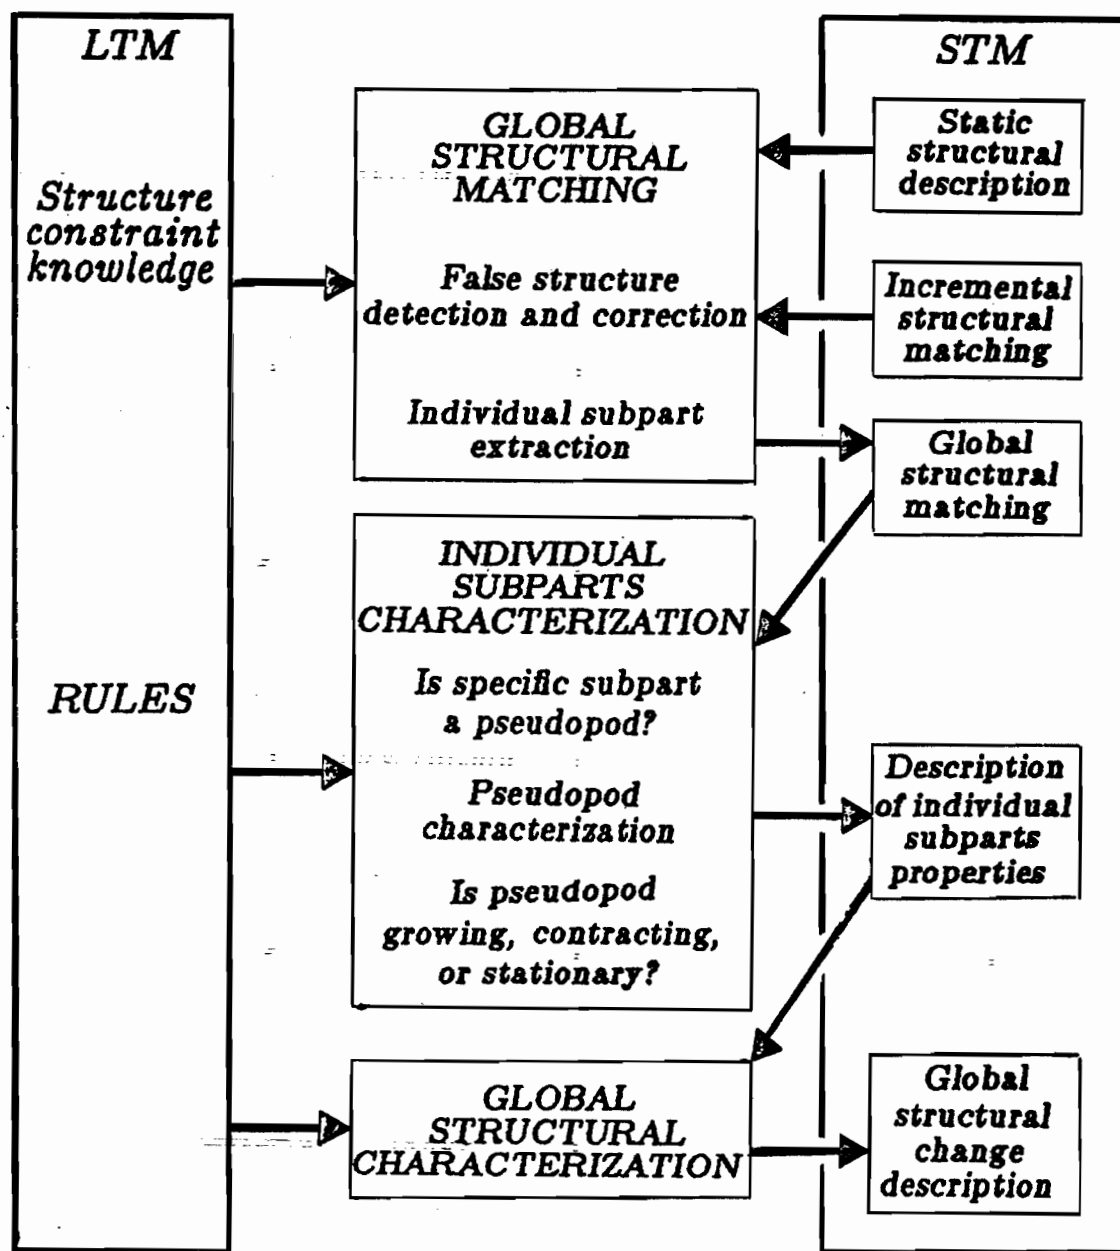 LTM
Structure
constraint
knowledge
RULES
GLOBAL
STRUCTURAL
MATCHING
False structure
detection and correction
Individual subpart
extraction
INDIVIDUAL
SUBPARTS
CHARACTERIZATION
Is specific subpart
a pseudopod?
Pseudopod
characterization
Is pseudopod
growing, contracting,
or stationary?
GLOBAL
STRUCTURAL
CHARACTERIZATION
STM
Static
structural
description
Incremental
structural
matching
Global
structural
matching
Description
of individual
subparts
properties
Global
structural
change
description